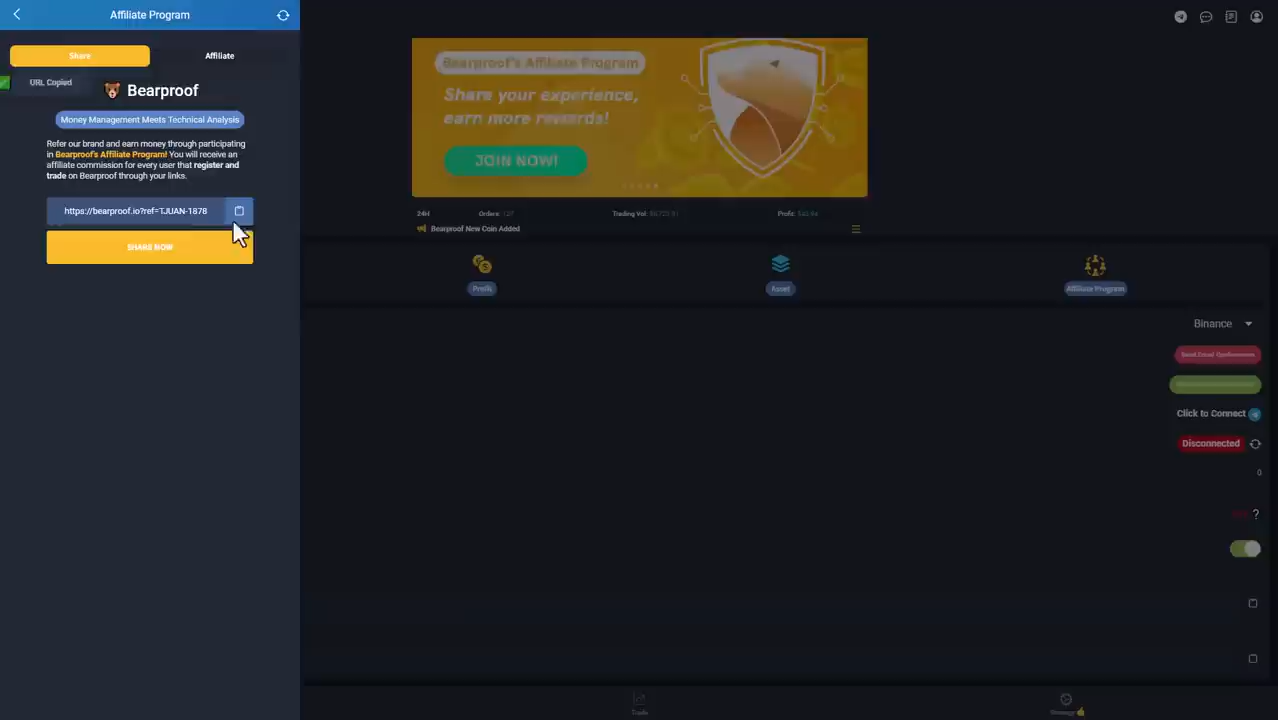 Affiliate Program
Share
Affiliate
URL Copied
Bearproof
Money Management Meets Technical Analysis
Refer our brand and earn money through participating
in Bearproof's Affiliate Program! You will receive an
affiliate commission for every user that register and
trade on Bearproof through your links.
https://bearproof.io?ref=TJUAN-1878
SHARE NOW
Bearproof's Affiliate Program
Share your experience,
earn more rewards!
JOIN NOW!
24H
Orders:
Trading Vol:
Profit:
Bearproof New Coin Added
Profit
Asset
Affiliate Program
Binance
Click to Connect
Disconnected
0
?
Trade
Strategy